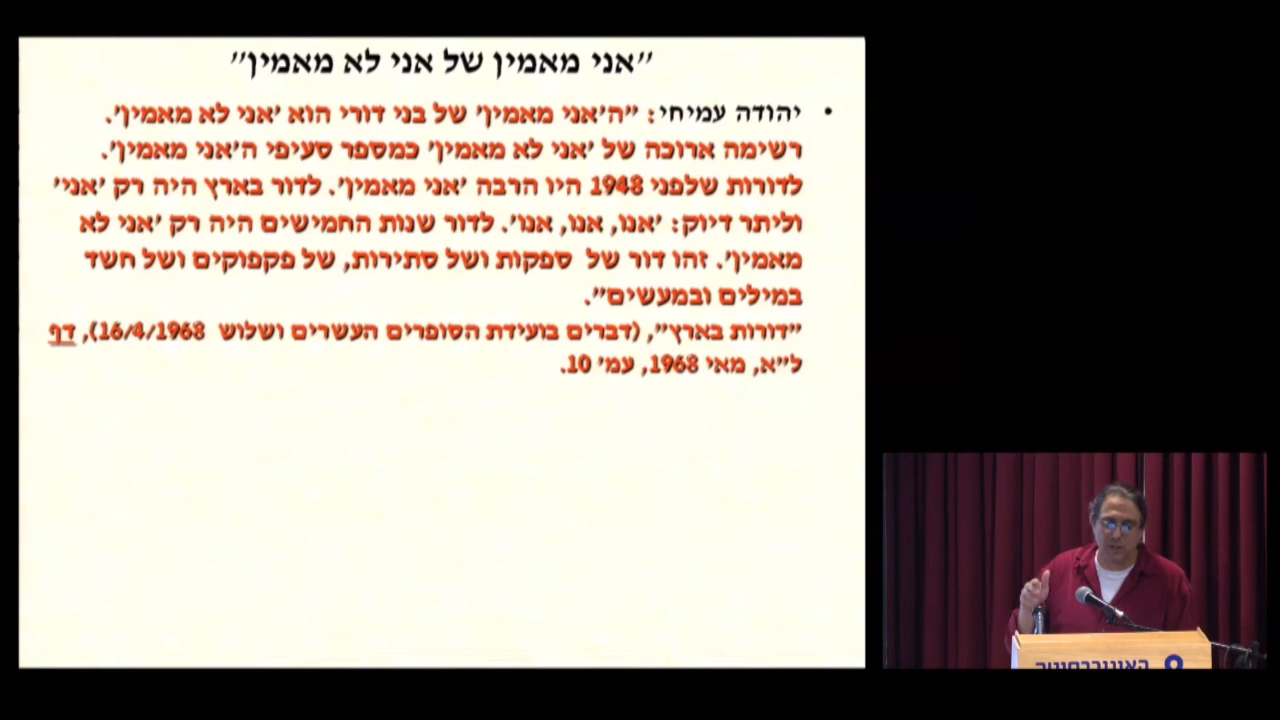 "אני מאמין של אני לא מאמין"
• יהודה עמיחי: "ה'אני מאמין' של בני דורי הוא 'אני לא מאמין'.
רשימה ארוכה של 'אני לא מאמין' כמספר סעיפי ה'אני מאמין'.
לדורות שלפני 1948 היו הרבה 'אני מאמין'. לדור בארץ היה רק 'אני'
וליתר דיוק: 'אנו, אנו, אנו'. לדור שנות החמישים היה רק 'אני לא
מאמין'. זהו דור של ספקות ושל סתירות, של פקפוקים ושל חשד
במילים ובמעשים".
"דורות בארץ", (דברים בועידת הסופרים העשרים ושלוש 16/4/1968), דף
ל"א, מאי 1968, עמ' 10.
האוניברסיטה